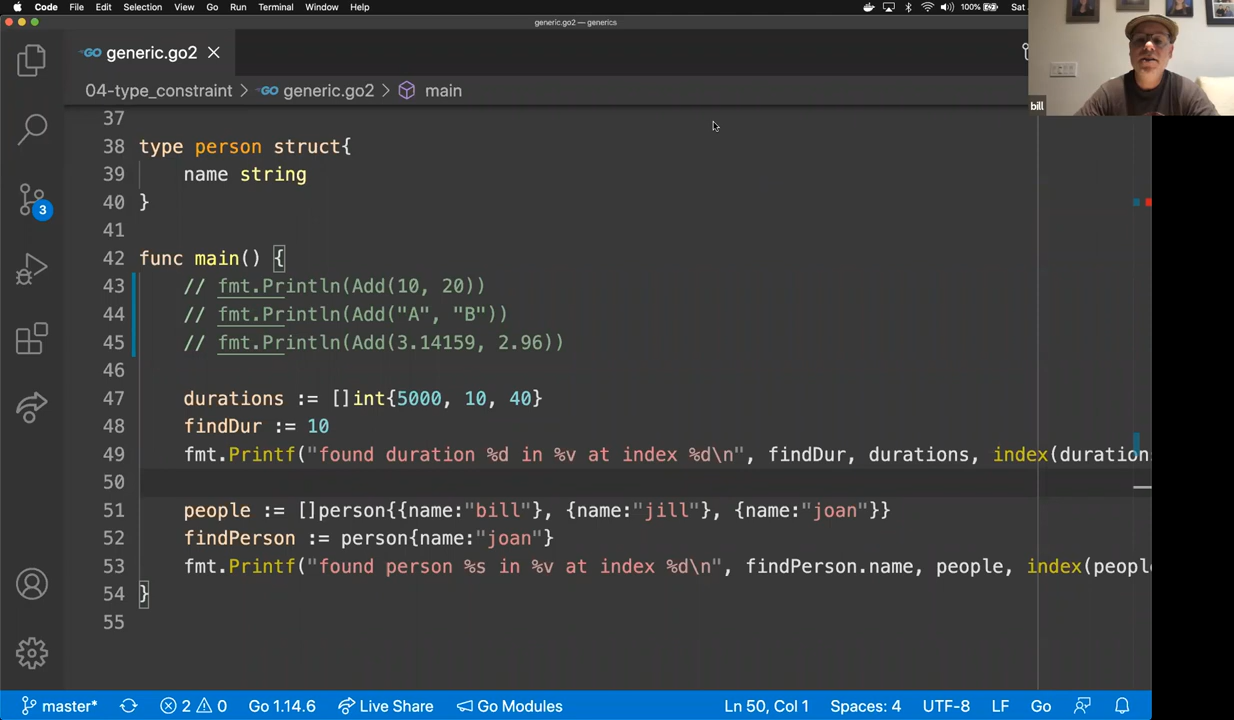 Code File Edit Selection View Go Run Terminal Window Help 100% Sat
generic.go2 — generics
GO generic.go2
04-type_constraint > GO generic.go2 > main
bill
37
38 type person struct{
39 name string
40 }
41
42 func main() {
43 // fmt.Println(Add(10, 20))
44 // fmt.Println(Add("A", "B"))
45 // fmt.Println(Add(3.14159, 2.96))
46
47 durations := []int{5000, 10, 40}
48 findDur := 10
49 fmt.Printf("found duration %d in %v at index %d\n", findDur, durations, index(duration
50
51 people := []person{{name:"bill"}, {name:"jill"}, {name:"joan"}}
52 findPerson := person{name:"joan"}
53 fmt.Printf("found person %s in %v at index %d\n", findPerson.name, people, index(peopl
54 }
55
3
master* 2 0 Go 1.14.6 Live Share Go Modules Ln 50, Col 1 Spaces: 4 UTF-8 LF Go